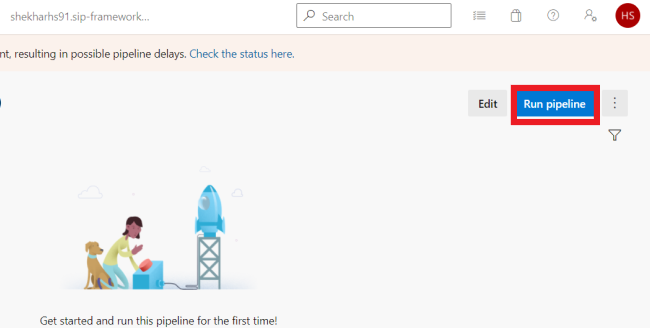 shekharhs91.sip-framework...
Search
HS
nt, resulting in possible pipeline delays. Check the status here.
Edit
Run pipeline
Get started and run this pipeline for the first time!